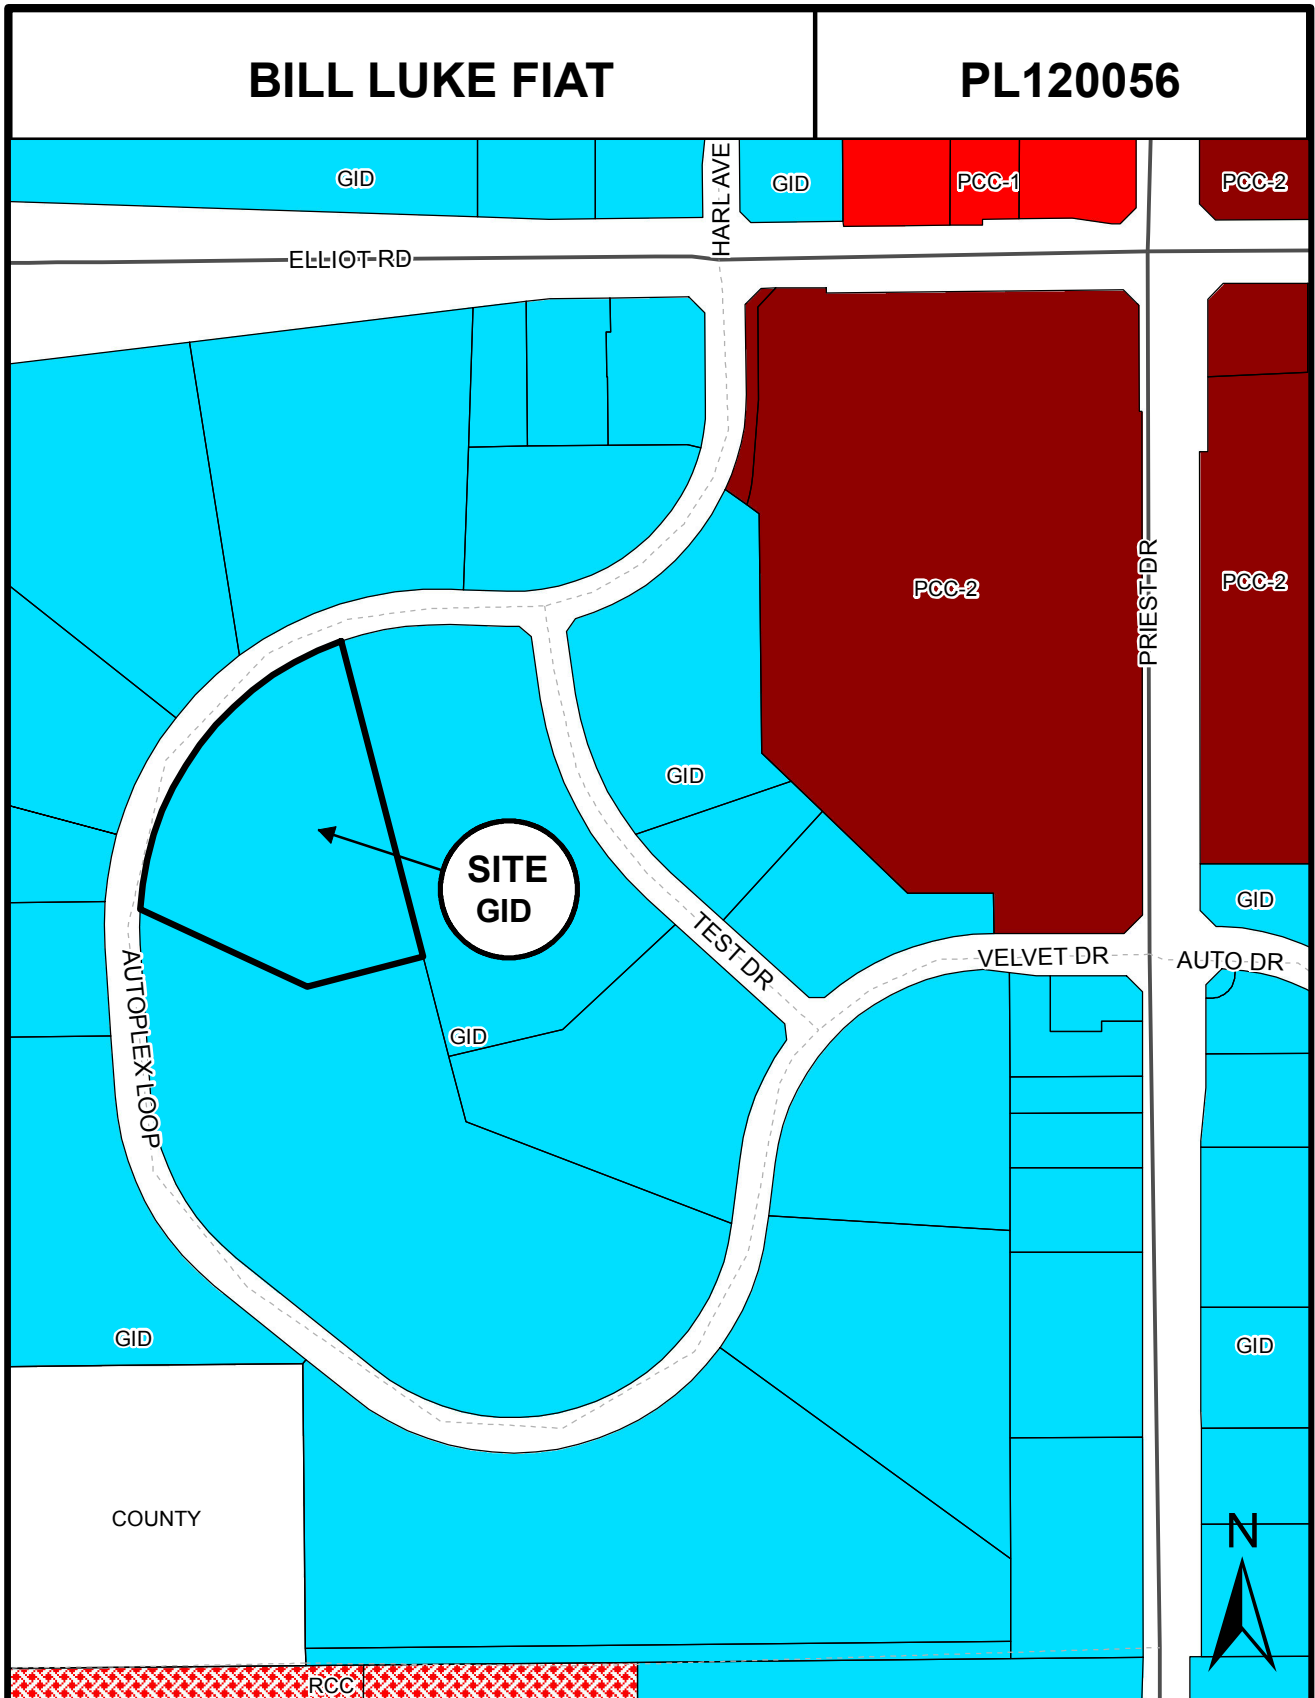 BILL LUKE FIAT
PL120056
GID
HARL AVE
GID
PCC-1
PCC-2
ELLIOT RD
PCC-2
PRIEST DR
PCC-2
GID
SITE
GID
GID
TEST DR
VELVET DR
AUTO DR
AUTOPLEX LOOP
GID
GID
GID
COUNTY
N
RCC